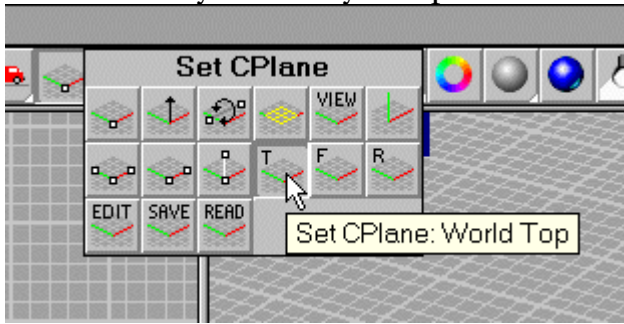 Set CPlane
VIEW
T F R
EDIT SAVE READ
Set CPlane: World Top